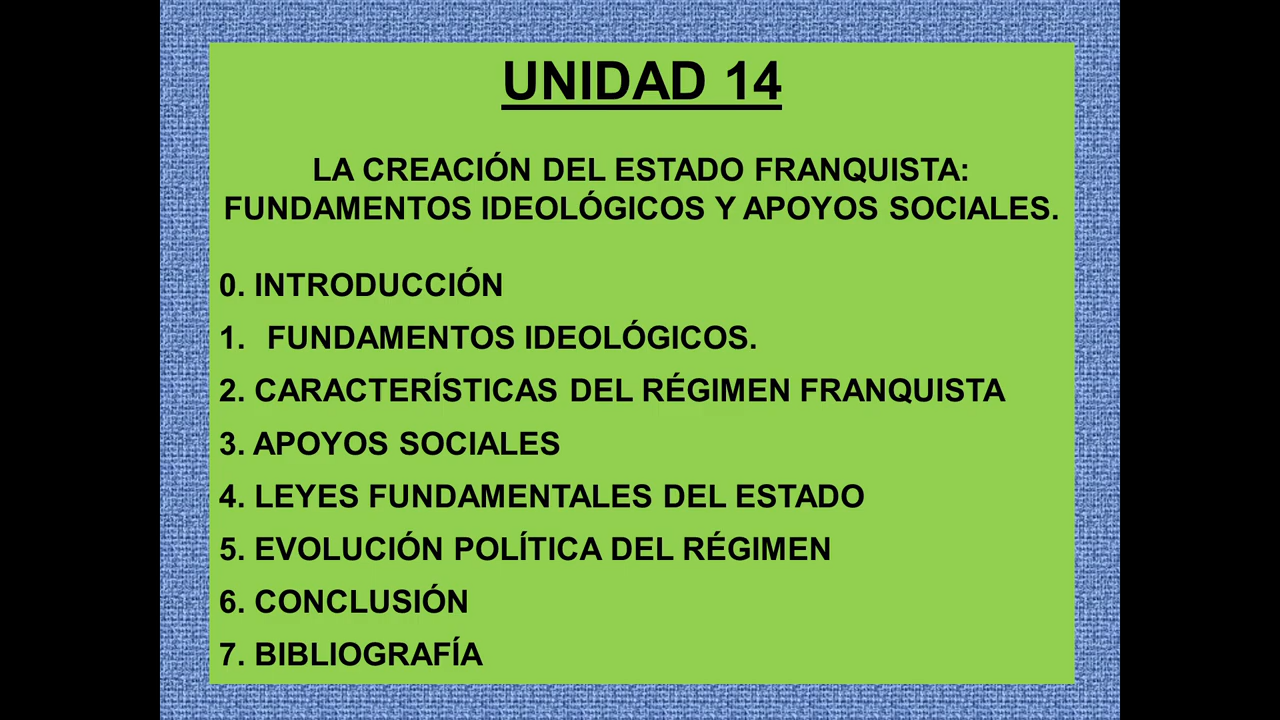 UNIDAD 14
LA CREACIÓN DEL ESTADO FRANQUISTA:
FUNDAMENTOS IDEOLÓGICOS Y APOYOS SOCIALES.
0. INTRODUCCIÓN
1. FUNDAMENTOS IDEOLÓGICOS.
2. CARACTERÍSTICAS DEL RÉGIMEN FRANQUISTA
3. APOYOS SOCIALES
4. LEYES FUNDAMENTALES DEL ESTADO
5. EVOLUCIÓN POLÍTICA DEL RÉGIMEN
6. CONCLUSIÓN
7. BIBLIOGRAFÍA